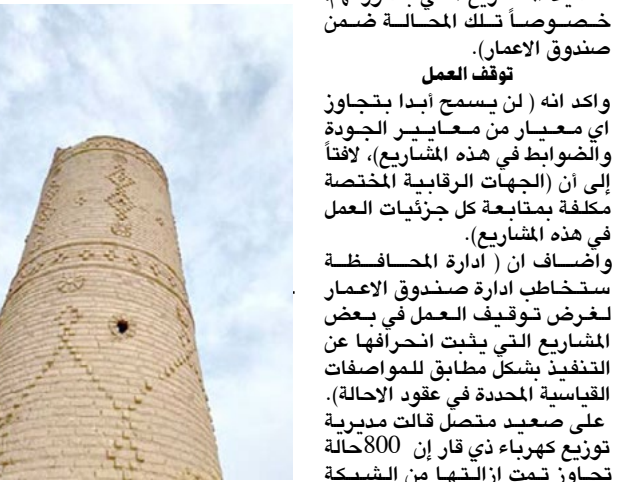 خصوصاً تلك المحالة ضمن
صندوق الاعمار).
توقف العمل
واكد انه ( لن يسمح أبدا بتجاوز
اي معيار من معايير الجودة
والضوابط في هذه المشاريع)، لافتاً
إلى أن (الجهات الرقابية المختصة
مكلفة بمتابعة كل جزئيات العمل
في هذه المشاريع).
واضاف ان ( ادارة المحافظة
ستخاطب ادارة صندوق الاعمار
لغرض توقيف العمل في بعض
المشاريع التي يثبت انحرافها عن
التنفيذ بشكل مطابق للمواصفات
القياسية المحددة في عقود الاحالة).
على صعيد متصل قالت مديرية
توزيع كهرباء ذي قار إن 800حالة
تجاوز تمت ازالتها من الشبكة